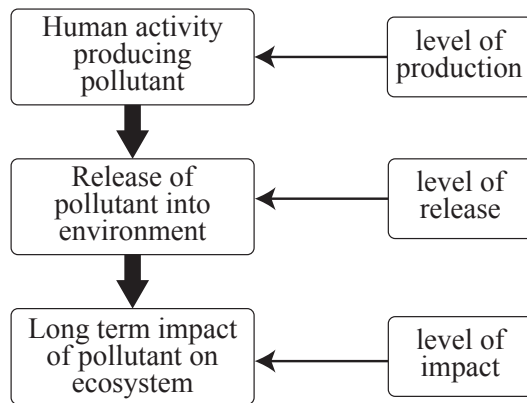 Human activity
producing
pollutant
level of
production
Release of
pollutant into
environment
level of
release
Long term impact
of pollutant on
ecosystem
level of
impact